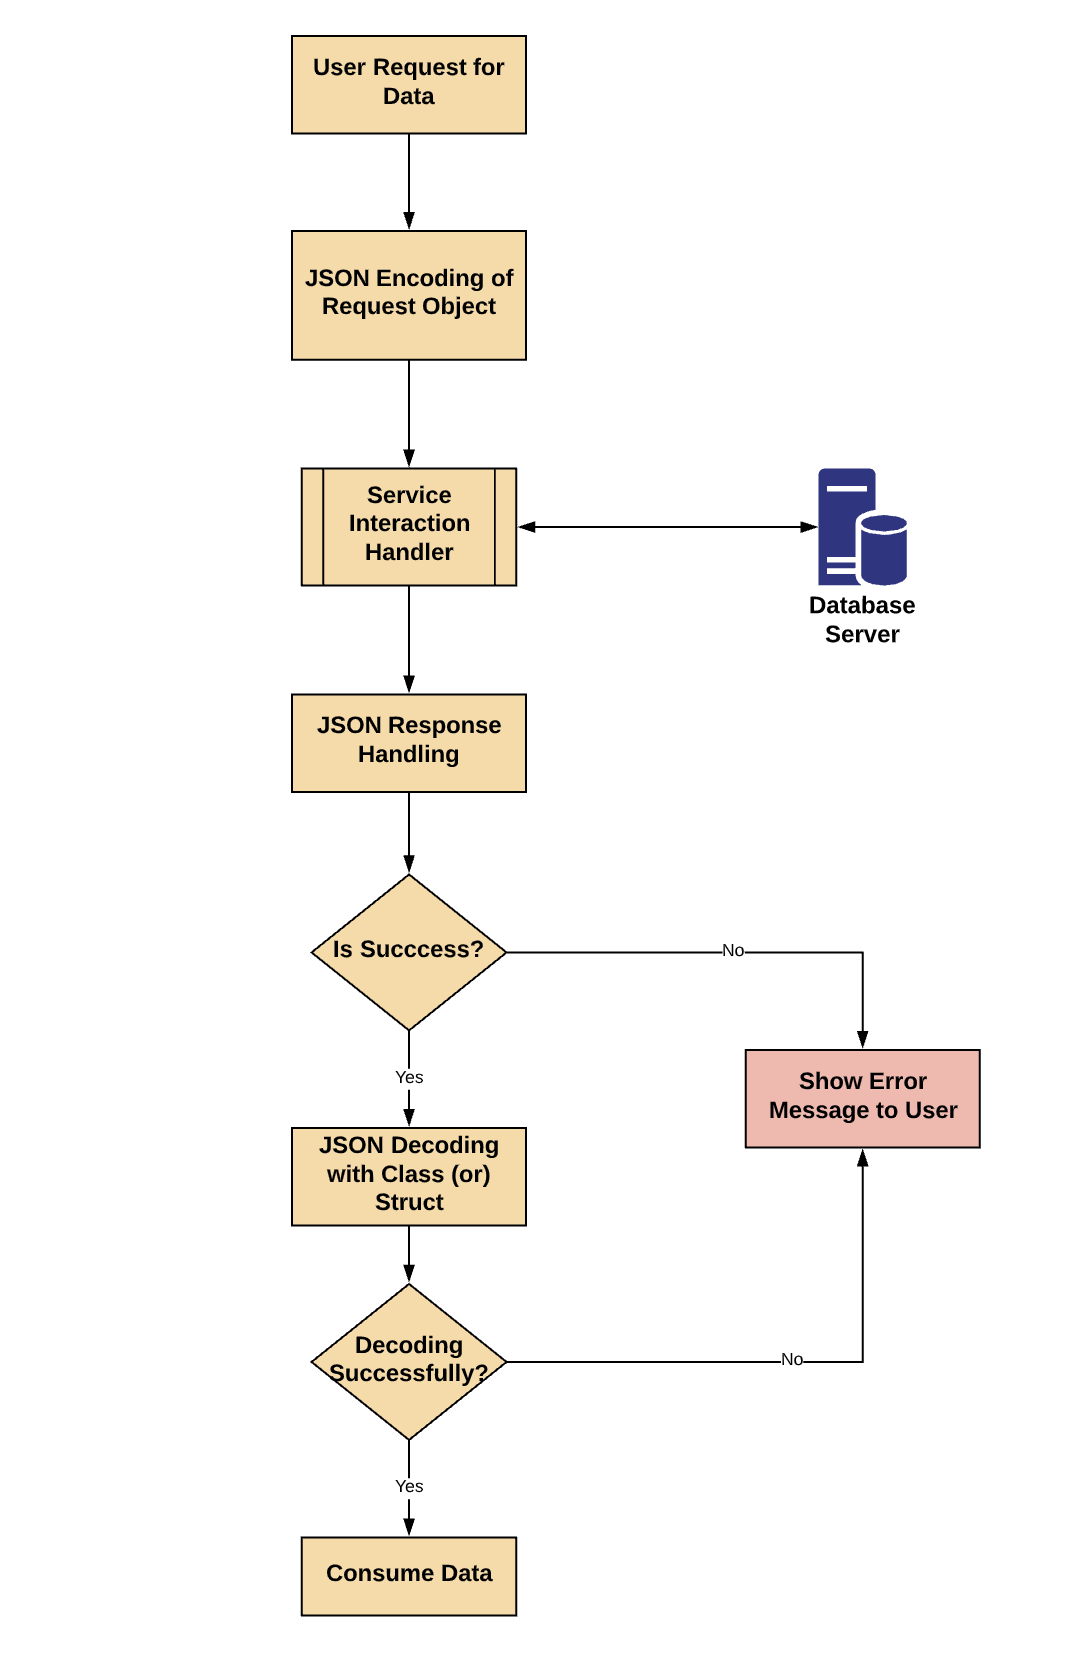 User Request for
Data
JSON Encoding of
Request Object
Service
Interaction
Handler
Database
Server
JSON Response
Handling
Is Succcess?
No
Show Error
Message to User
Yes
JSON Decoding
with Class (or)
Struct
Decoding
Successfully?
No
Yes
Consume Data